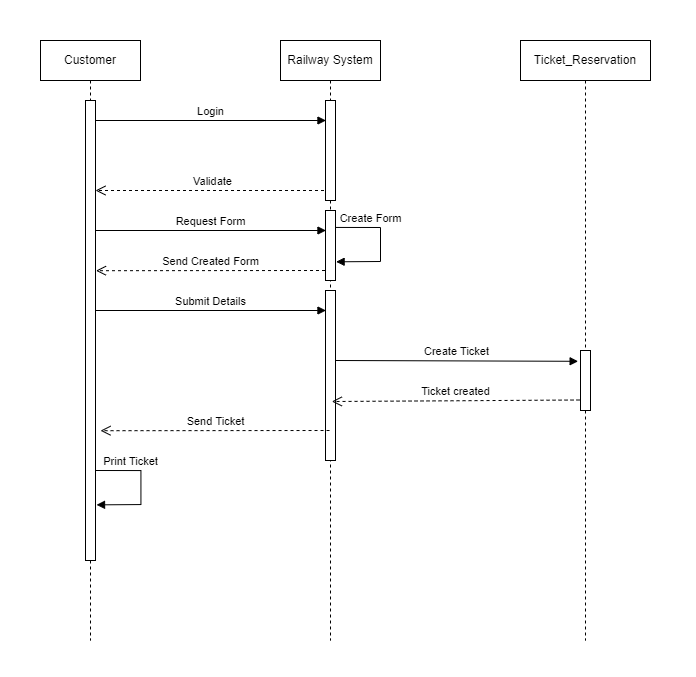 Customer
Railway System
Ticket_Reservation
Login
Validate
Request Form
Create Form
Send Created Form
Submit Details
Create Ticket
Ticket created
Send Ticket
Print Ticket